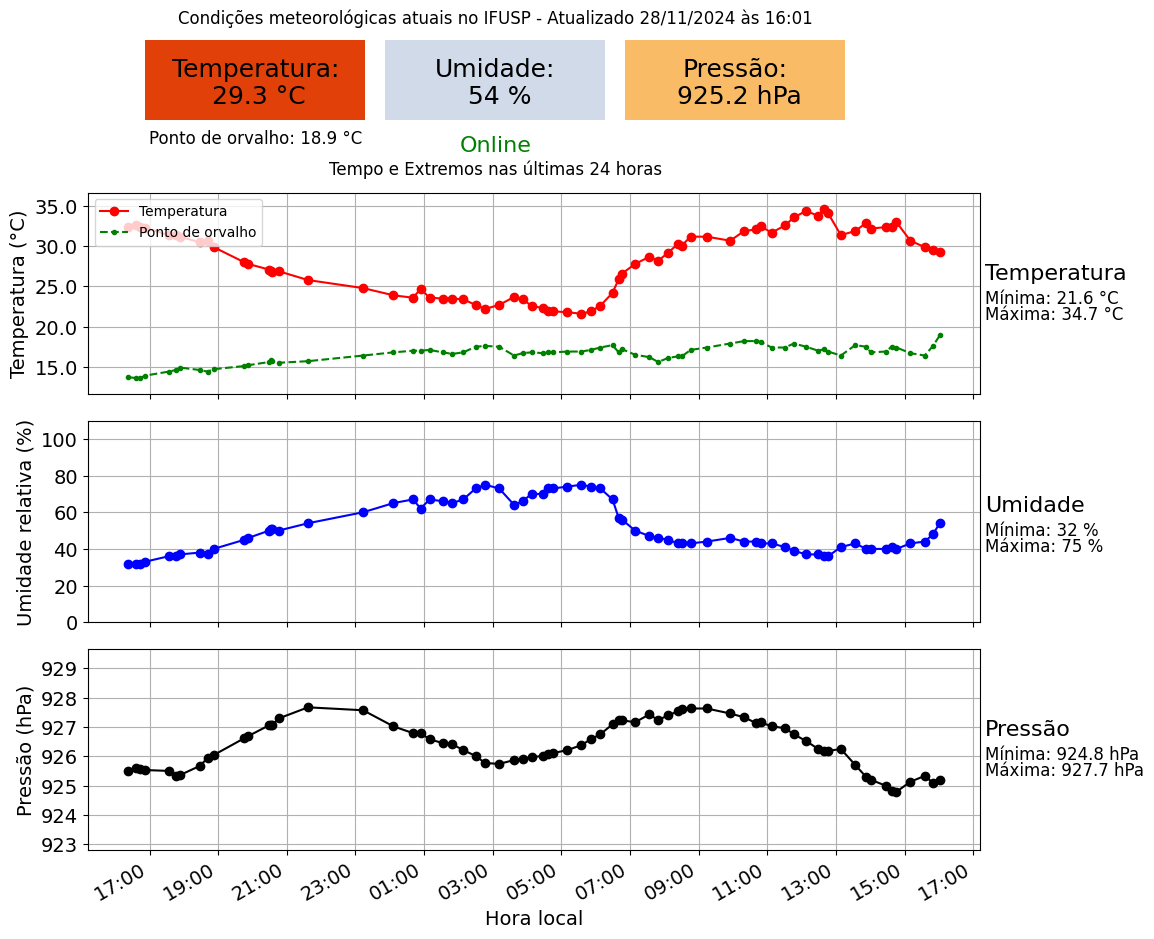 Condições meteorológicas atuais no IFUSP - Atualizado 28/11/2024 às 16:01
Temperatura:
29.3 °C
Umidade:
54 %
Pressão:
925.2 hPa
Ponto de orvalho: 18.9 °C
Online
Tempo e Extremos nas últimas 24 horas
Temperatura (°C)
35.0
30.0
25.0
20.0
15.0
Temperatura
Ponto de orvalho
Temperatura
Mínima: 21.6 °C
Máxima: 34.7 °C
Umidade relativa (%)
100
80
60
40
20
0
Umidade
Mínima: 32 %
Máxima: 75 %
Pressão (hPa)
929
928
927
926
925
924
923
Pressão
Mínima: 924.8 hPa
Máxima: 927.7 hPa
17:00 19:00 21:00 23:00 01:00 03:00 05:00 07:00 09:00 11:00 13:00 15:00 17:00
Hora local